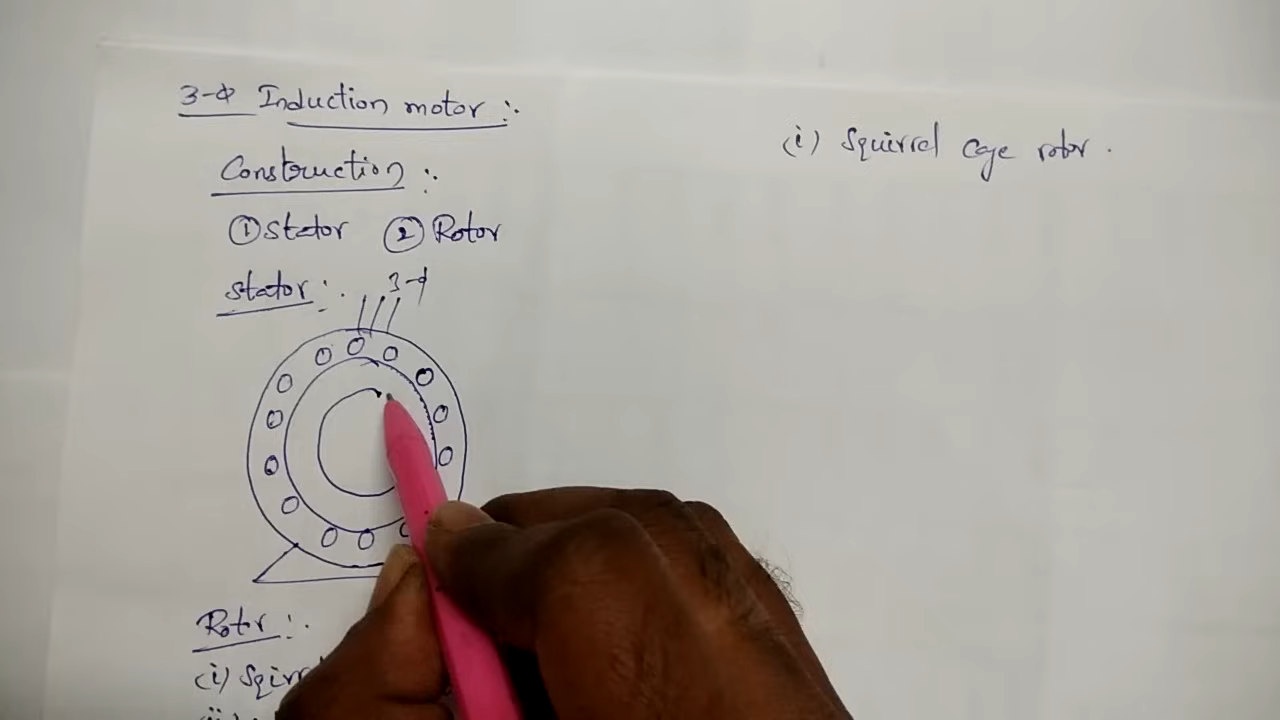 3-ϕ Induction motor :-
Construction :-
① Stator ② Rotor
Stator :-
3-ϕ
Rotor :-
(i)
(i) Squirrel cage rotor.